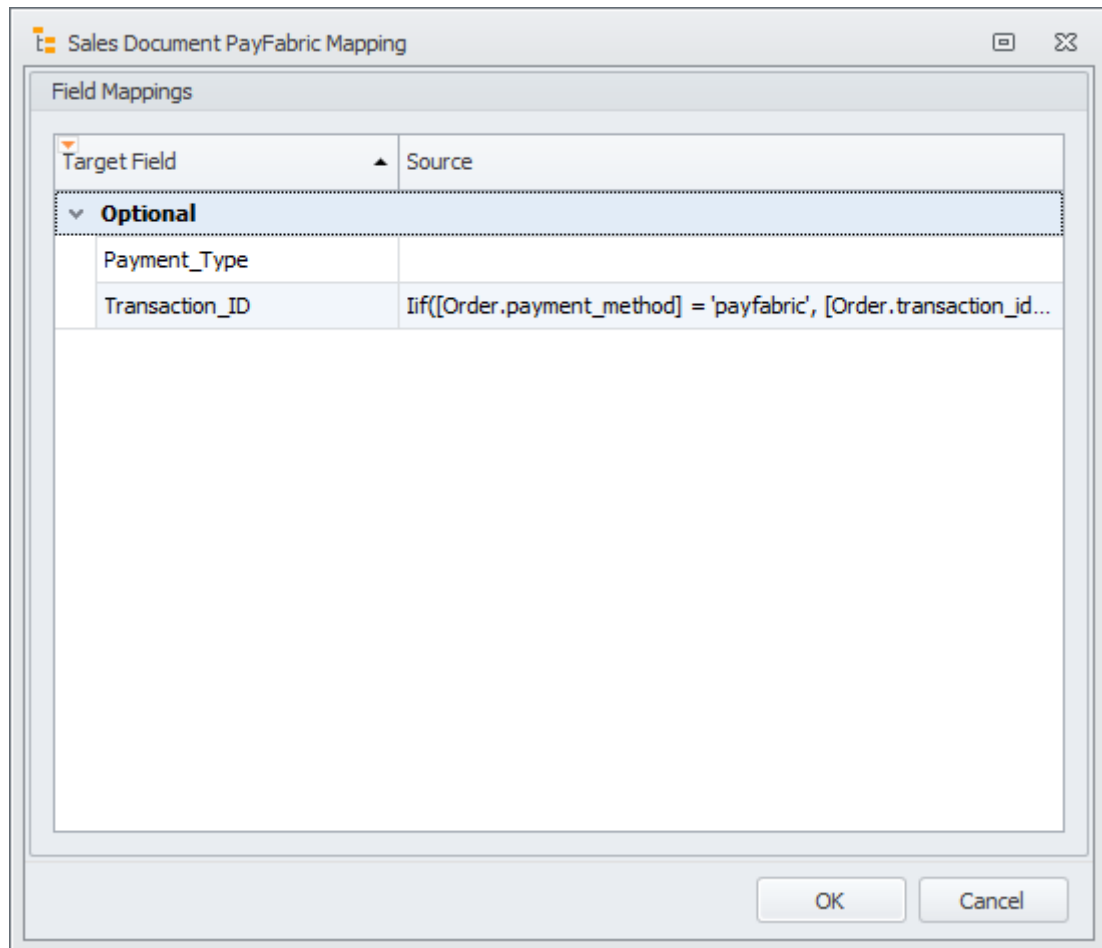 Sales Document PayFabric Mapping
Field Mappings
Target Field Source
Optional
Payment_Type
Transaction_ID Iif([Order.payment_method] = 'payfabric', [Order.transaction_id...
OK Cancel